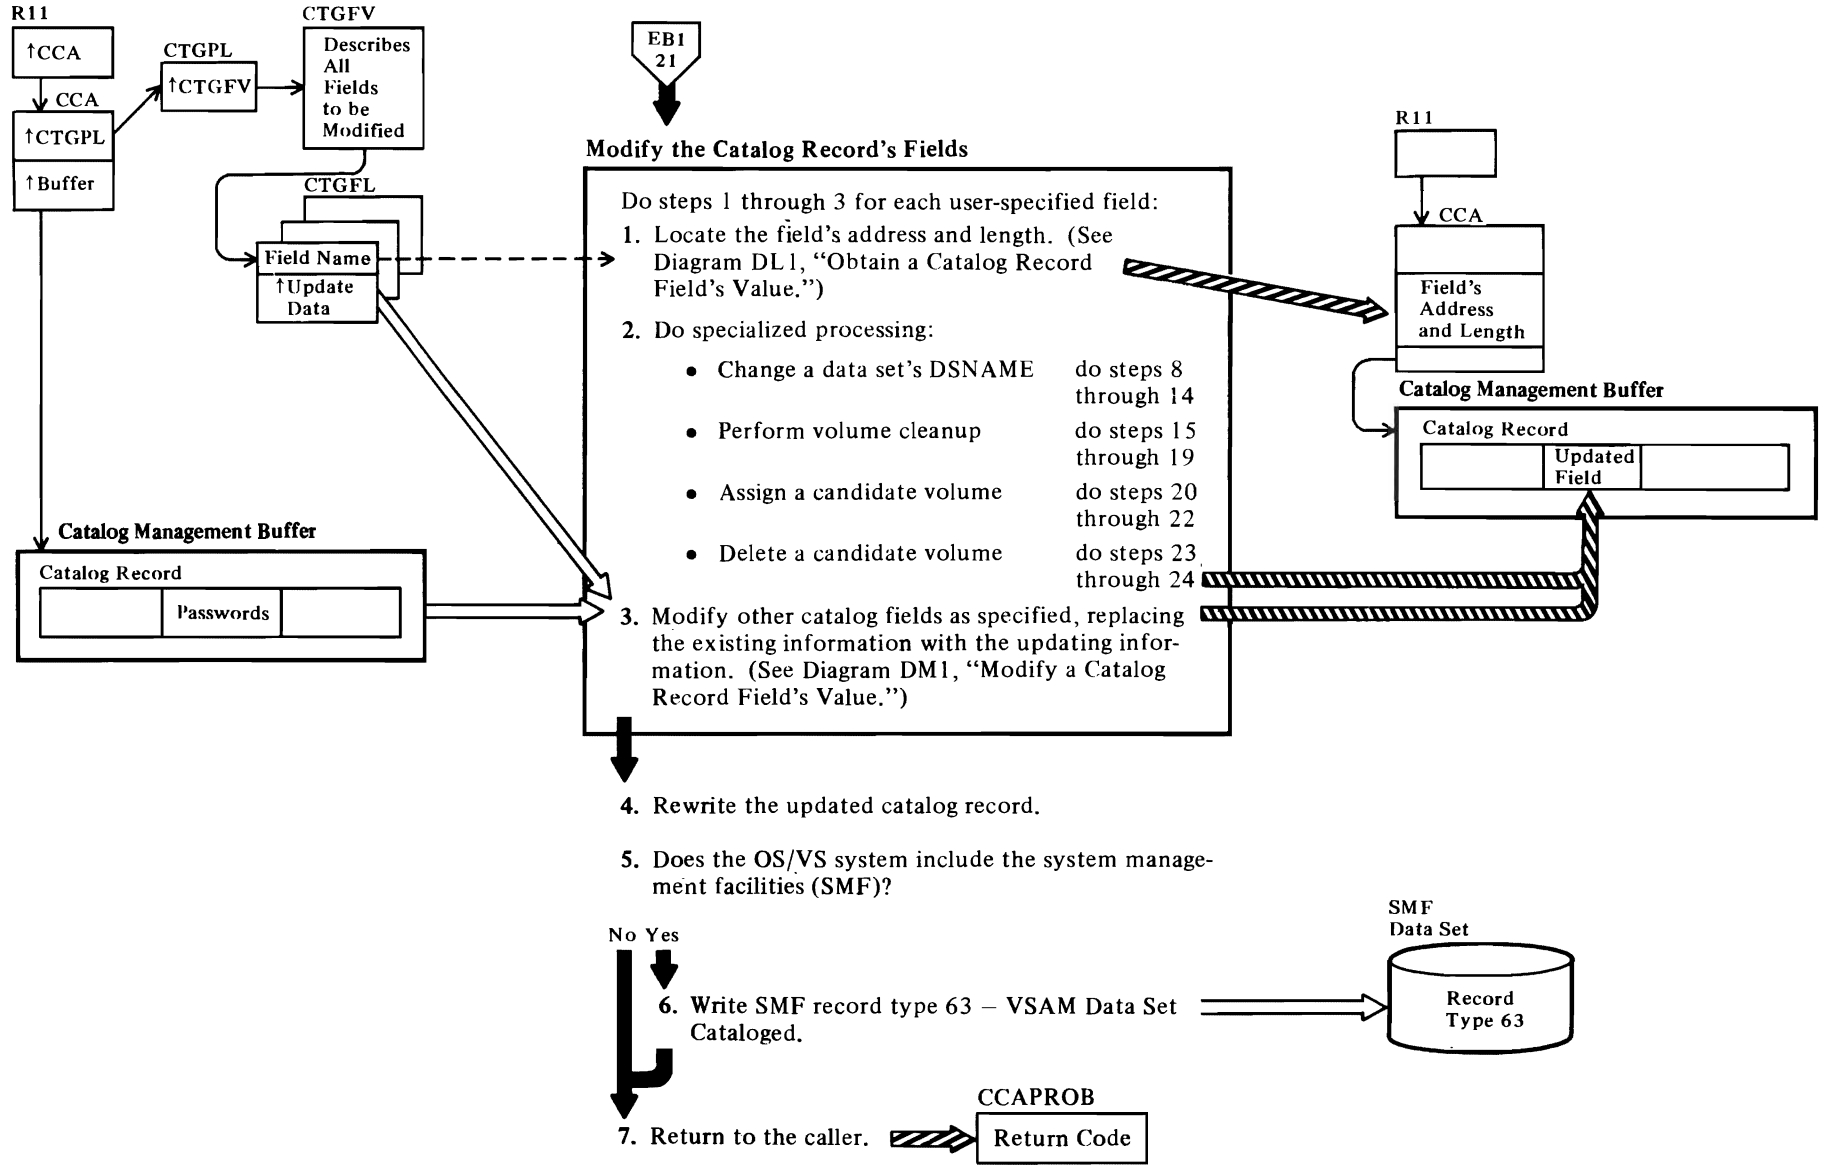 R11
↑CCA
CCA
↑CTGPL
↑Buffer
CTGPL
↑CTGFV
CTGFV
Describes
All
Fields
to be
Modified
CTGFL
Field Name
↑Update
Data
Catalog Management Buffer
Catalog Record
Passwords
EB1
21
Modify the Catalog Record's Fields
Do steps 1 through 3 for each user-specified field:
1. Locate the field's address and length. (See
Diagram DL1, “Obtain a Catalog Record
Field's Value.”)
2. Do specialized processing:
• Change a data set's DSNAME do steps 8
through 14
• Perform volume cleanup do steps 15
through 19
• Assign a candidate volume do steps 20
through 22
• Delete a candidate volume do steps 23
through 24
3. Modify other catalog fields as specified, replacing
the existing information with the updating infor-
mation. (See Diagram DM1, “Modify a Catalog
Record Field's Value.”)
4. Rewrite the updated catalog record.
5. Does the OS/VS system include the system manage-
ment facilities (SMF)?
No Yes
6. Write SMF record type 63 – VSAM Data Set
Cataloged.
7. Return to the caller.
CCAPROB
Return Code
R11
CCA
Field's
Address
and Length
Catalog Management Buffer
Catalog Record
Updated
Field
SMF
Data Set
Record
Type 63